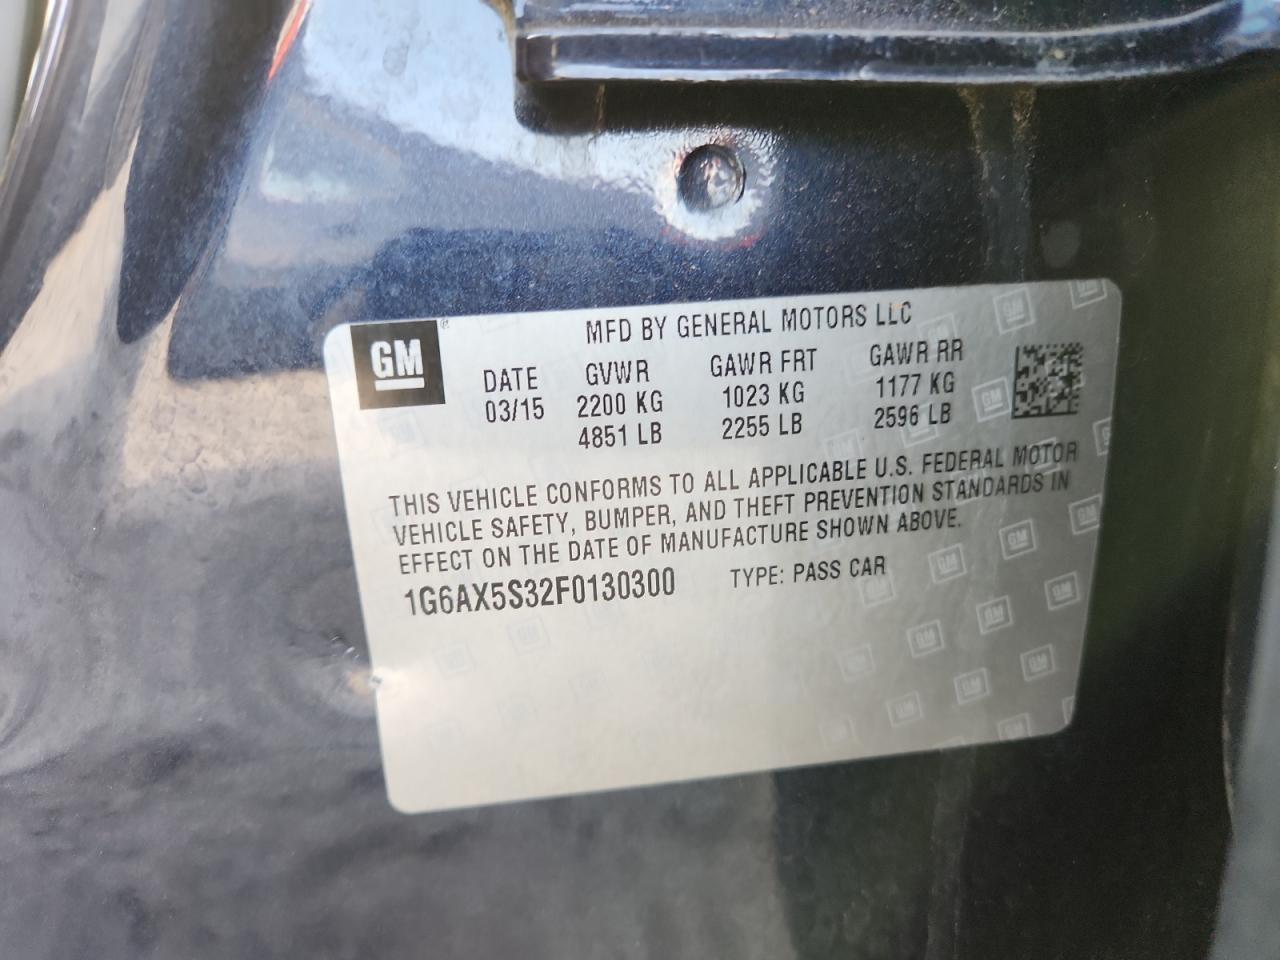 GM ®
MFD BY GENERAL MOTORS LLC
DATE GVWR GAWR FRT GAWR RR
03/15 2200 KG 1023 KG 1177 KG
4851 LB 2255 LB 2596 LB
THIS VEHICLE CONFORMS TO ALL APPLICABLE U.S. FEDERAL MOTOR
VEHICLE SAFETY, BUMPER, AND THEFT PREVENTION STANDARDS IN
EFFECT ON THE DATE OF MANUFACTURE SHOWN ABOVE.
1G6AX5S32F0130300 TYPE: PASS CAR